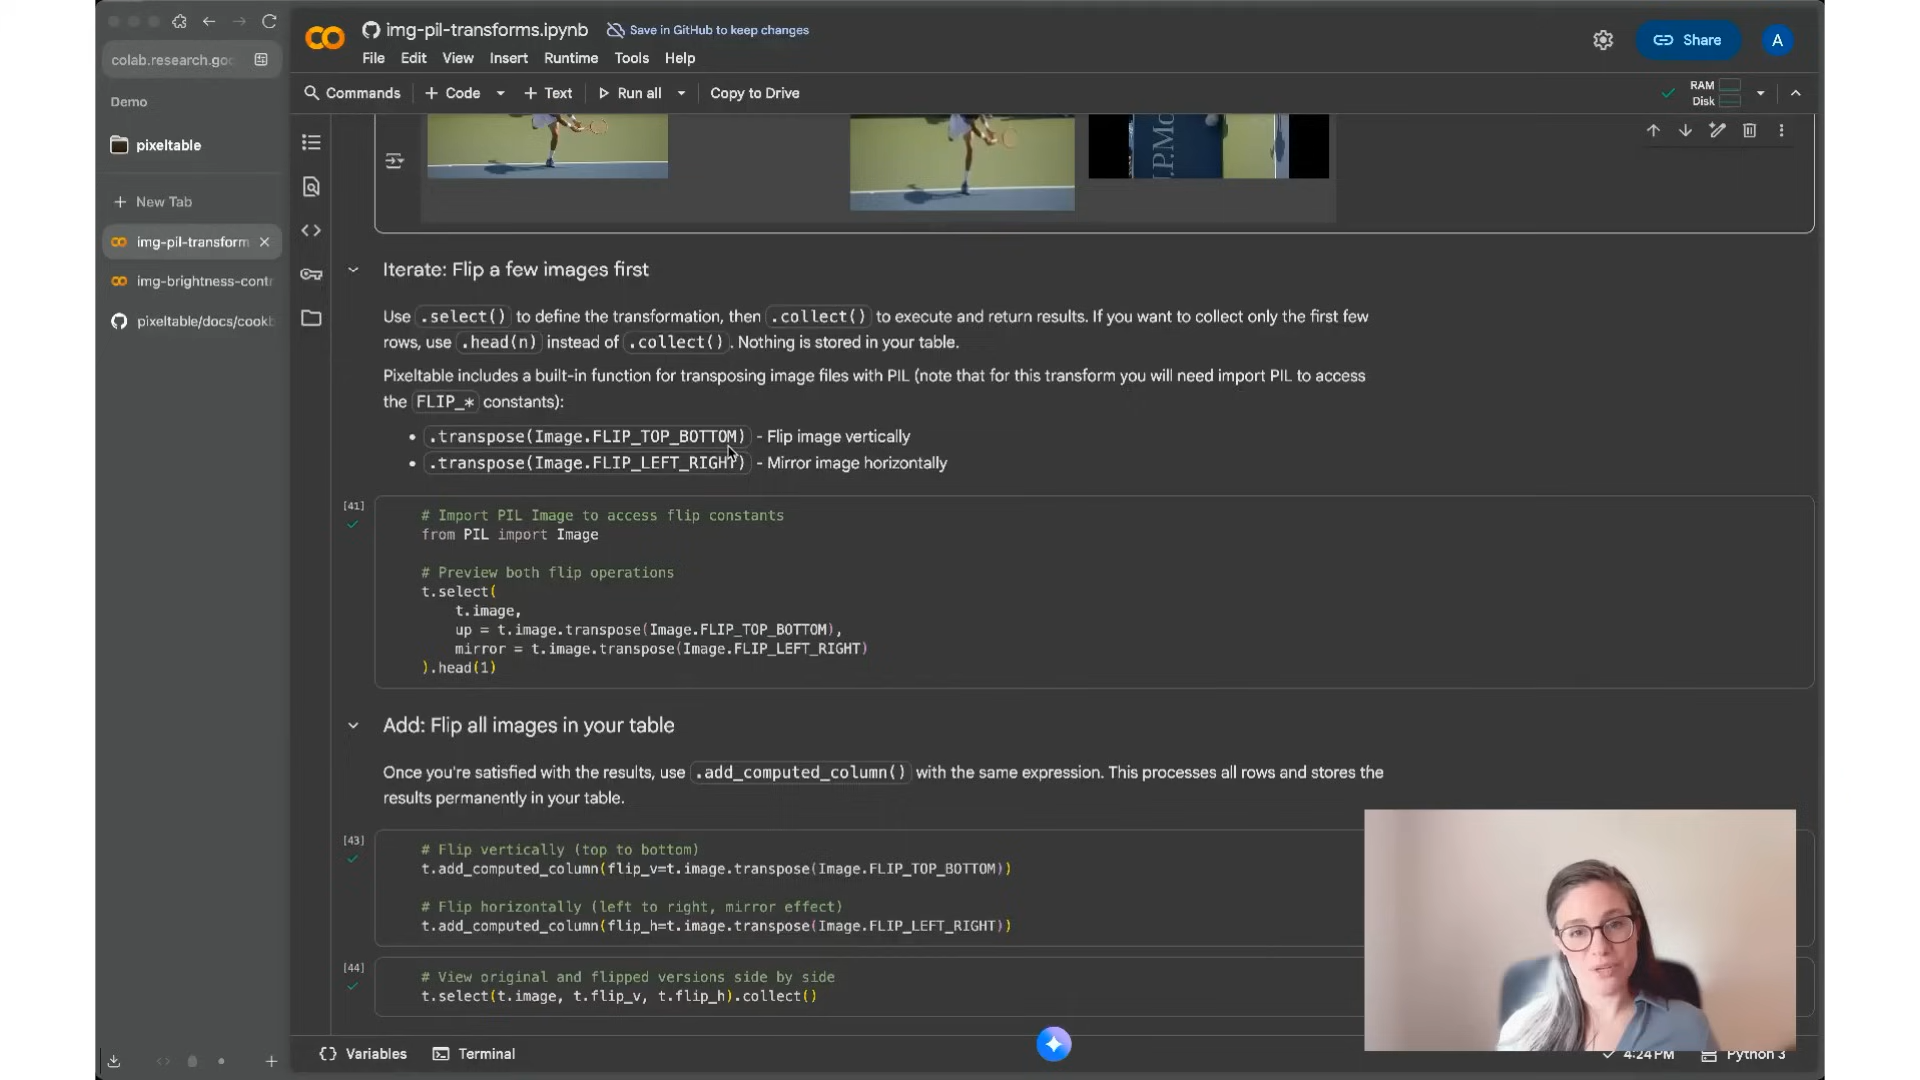 img-pil-transforms.ipynb
Save in GitHub to keep changes
Share
A
colab.research.goo
File Edit View Insert Runtime Tools Help
Demo
Commands
+ Code
+ Text
Run all
Copy to Drive
RAM
Disk
pixeltable
New Tab
img-pil-transform
img-brightness-contr
pixeltable/docs/cookb
J.P.Mo
Iterate: Flip a few images first
Use .select() to define the transformation, then .collect() to execute and return results. If you want to collect only the first few
rows, use .head(n) instead of .collect(). Nothing is stored in your table.
Pixeltable includes a built-in function for transposing image files with PIL (note that for this transform you will need import PIL to access
the FLIP_* constants):
• .transpose(Image.FLIP_TOP_BOTTOM) - Flip image vertically
• .transpose(Image.FLIP_LEFT_RIGHT) - Mirror image horizontally
[41]
# Import PIL Image to access flip constants
from PIL import Image
# Preview both flip operations
t.select(
t.image,
up = t.image.transpose(Image.FLIP_TOP_BOTTOM),
mirror = t.image.transpose(Image.FLIP_LEFT_RIGHT)
).head(1)
Add: Flip all images in your table
Once you're satisfied with the results, use .add_computed_column() with the same expression. This processes all rows and stores the
results permanently in your table.
[43]
# Flip vertically (top to bottom)
t.add_computed_column(flip_v=t.image.transpose(Image.FLIP_TOP_BOTTOM))
# Flip horizontally (left to right, mirror effect)
t.add_computed_column(flip_h=t.image.transpose(Image.FLIP_LEFT_RIGHT))
[44]
# View original and flipped versions side by side
t.select(t.image, t.flip_v, t.flip_h).collect()
Variables
Terminal
4:24 PM
Python 3